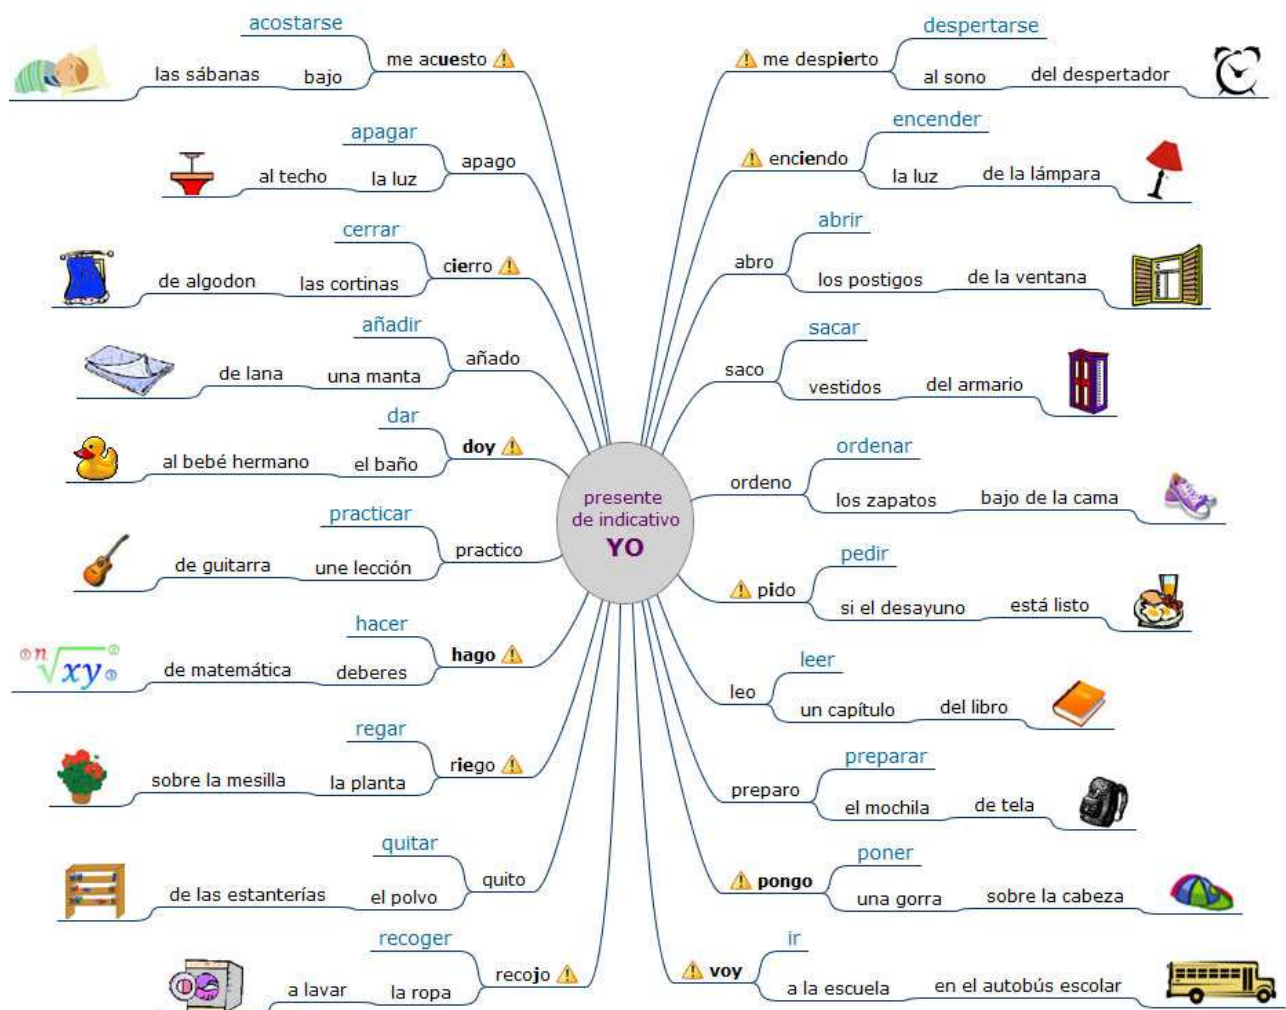 presente
de indicativo
YO
despertarse
me despierto
al sono del despertador
encender
enciendo
la luz de la lámpara
abrir
abro
los postigos de la ventana
sacar
saco
vestidos del armario
ordenar
ordeno
los zapatos bajo de la cama
pedir
pido
si el desayuno está listo
leer
leo
un capítulo del libro
preparar
preparo
el mochila de tela
poner
pongo
una gorra sobre la cabeza
ir
voy
a la escuela en el autobús escolar
acostarse
me acuesto
las sábanas bajo
apagar
apago
al techo la luz
cerrar
cierro
de algodon las cortinas
añadir
añado
de lana una manta
dar
doy
al bebé hermano el baño
practicar
practico
de guitarra une lección
hacer
hago
de matemática deberes
n xy
regar
riego
sobre la mesilla la planta
quitar
quito
de las estanterías el polvo
recoger
recojo
a lavar la ropa